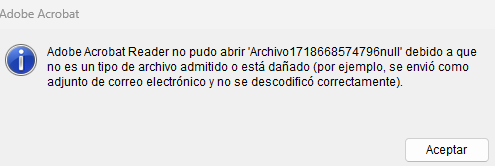 Adobe Acrobat
Adobe Acrobat Reader no pudo abrir 'Archivo1718668574796null' debido a que
no es un tipo de archivo admitido o está dañado (por ejemplo, se envió como
adjunto de correo electrónico y no se descodificó correctamente).
Aceptar